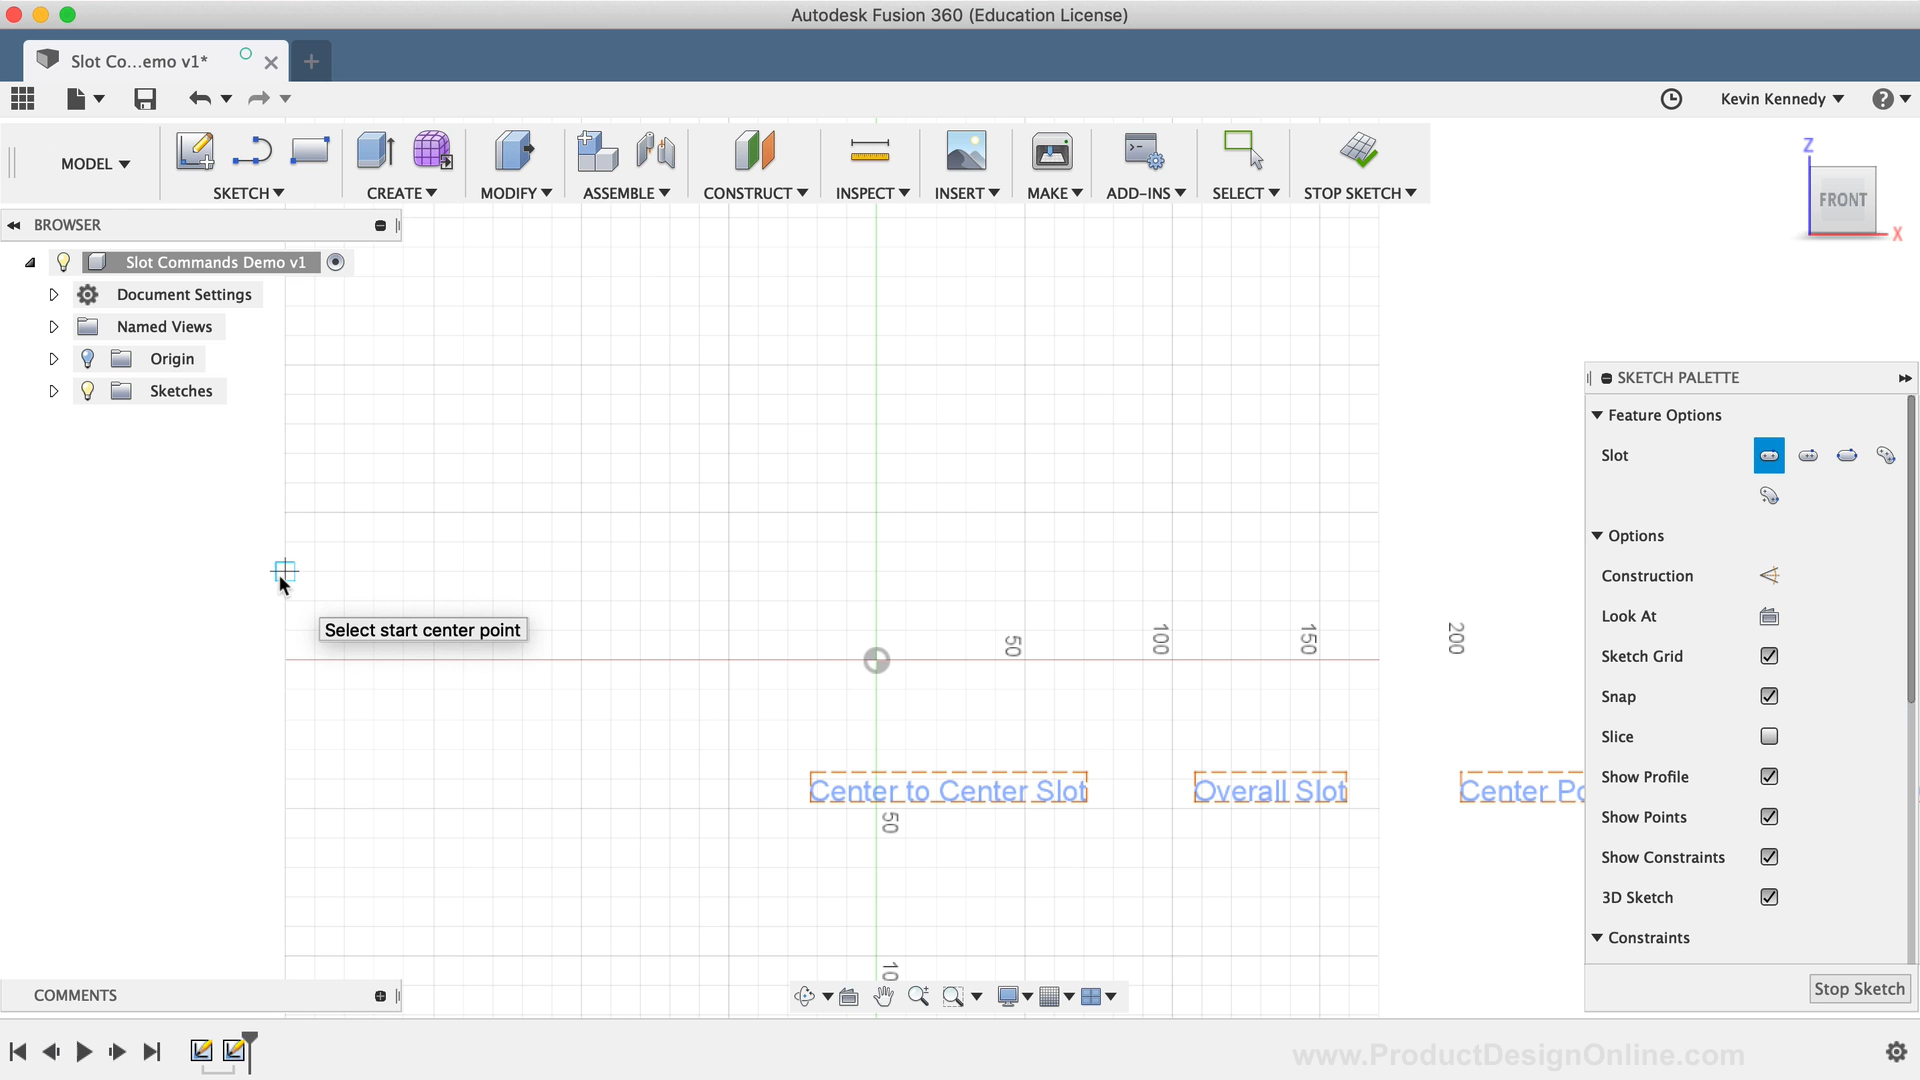 Autodesk Fusion 360 (Education License)
Slot Co...emo v1*
Kevin Kennedy
?
MODEL
SKETCH
CREATE
MODIFY
ASSEMBLE
CONSTRUCT
INSPECT
INSERT
MAKE
ADD-INS
SELECT
STOP SKETCH
Z
FRONT
X
BROWSER
Slot Commands Demo v1
Document Settings
Named Views
Origin
Sketches
SKETCH PALETTE
Feature Options
Slot
Options
Construction
Look At
Sketch Grid
Snap
Slice
Show Profile
Show Points
Show Constraints
3D Sketch
Constraints
Stop Sketch
Select start center point
50
100
150
200
Center to Center Slot
Overall Slot
Center Po
50
10
COMMENTS
www.ProductDesignOnline.com